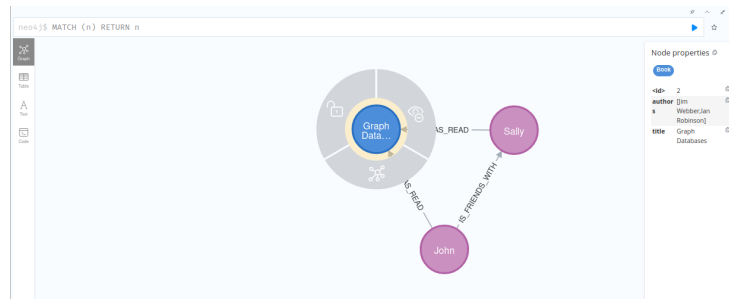 neo4j$ MATCH (n) RETURN n
Graph
Table
Text
Code
Graph
Data...
AS_READ
Sally
AS_READ
IS_FRIENDS_WITH
John
Node properties
Book
<id> 2
author [Jim
s Webber,Ian
Robinson]
title Graph
Databases